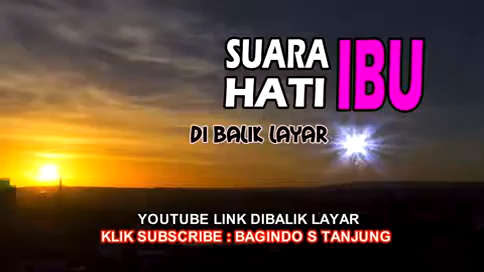 SUARA HATI IBU
DI BALIK LAYAR
YOUTUBE LINK DIBALIK LAYAR
KLIK SUBSCRIBE : BAGINDO S TANJUNG